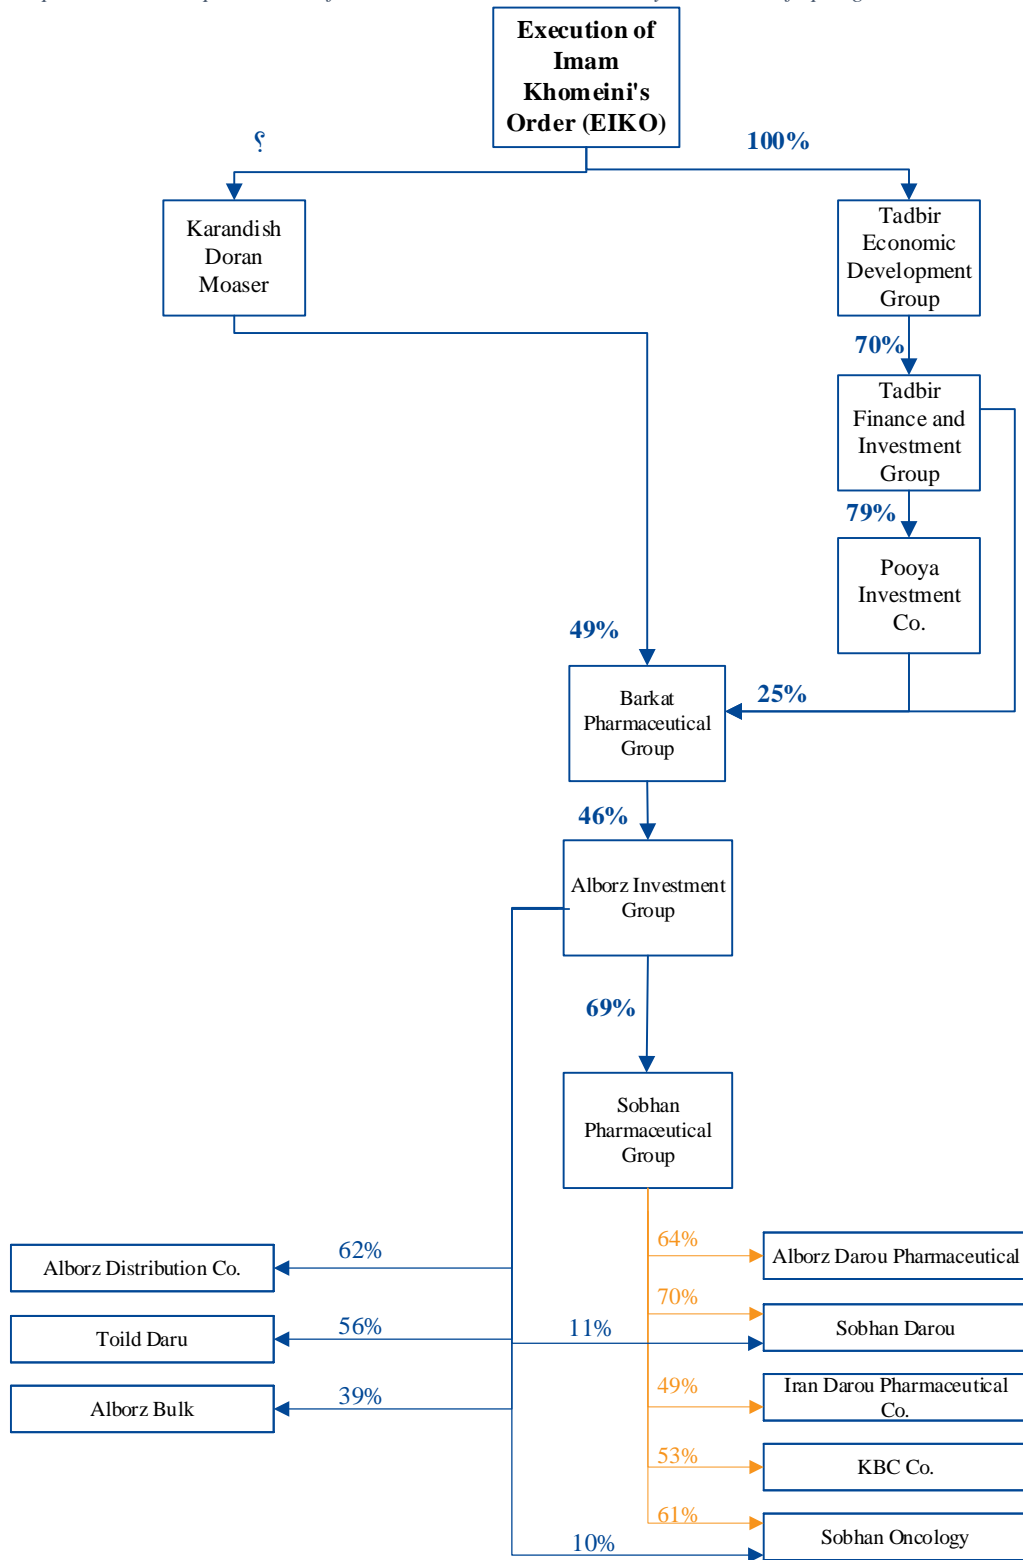 Execution of
Imam
Khomeini's
Order (EIKO)
؟
100%
Karandish
Doran
Moaser
Tadbir
Economic
Development
Group
70%
Tadbir
Finance and
Investment
Group
79%
Pooya
Investment
Co.
49%
25%
Barkat
Pharmaceutical
Group
46%
Alborz Investment
Group
69%
Sobhan
Pharmaceutical
Group
62%
Alborz Distribution Co.
64%
Alborz Darou Pharmaceutical
56%
Toild Daru
70%
11%
Sobhan Darou
39%
Alborz Bulk
49%
Iran Darou Pharmaceutical
Co.
53%
KBC Co.
61%
10%
Sobhan Oncology